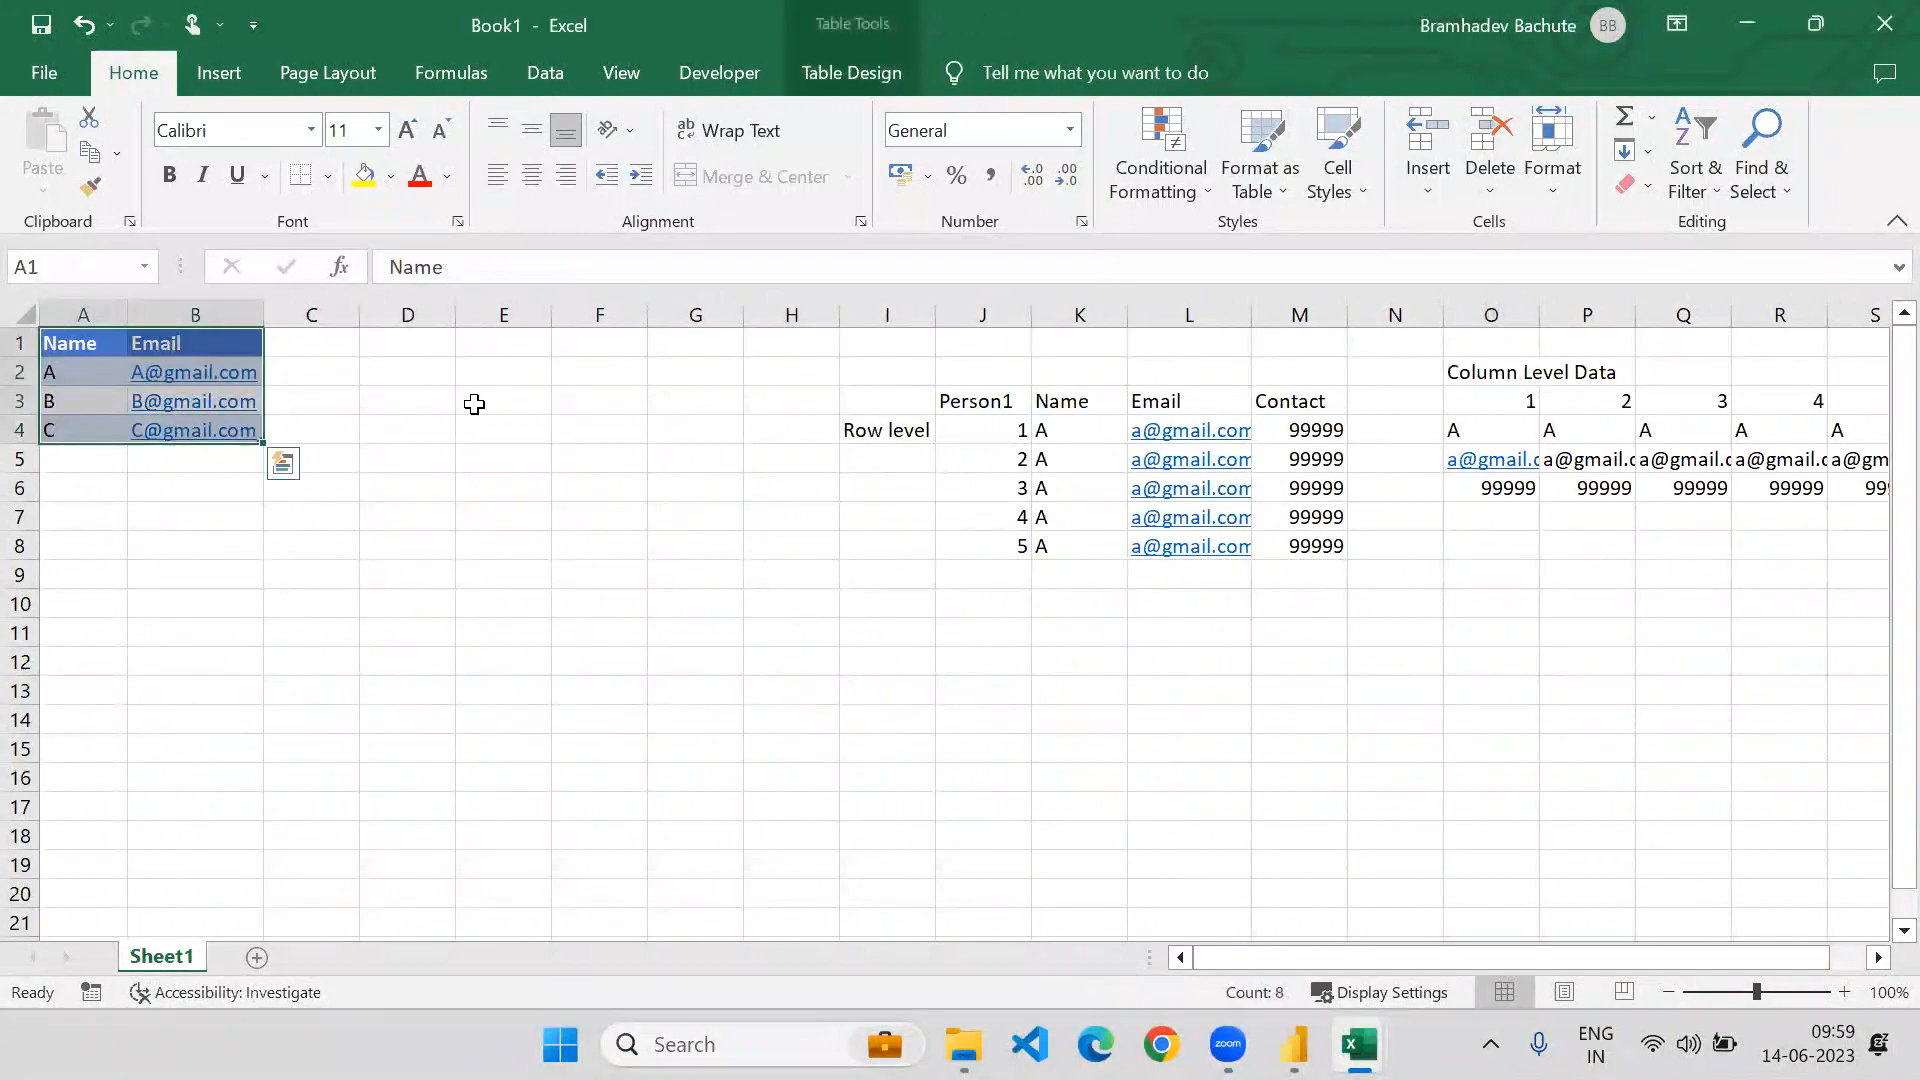 Book1 - Excel
Table Tools
Bramhadev Bachute
BB
File
Home
Insert
Page Layout
Formulas
Data
View
Developer
Table Design
Tell me what you want to do
Paste
Clipboard
Calibri
11
B
I
U
Font
Wrap Text
Merge & Center
Alignment
General
Number
Conditional
Formatting
Format as
Table
Cell
Styles
Styles
Insert
Delete
Format
Cells
Sort &
Filter
Find &
Select
Editing
A1
fx
Name
A B C D E F G H I J K L M N O P Q R S
1 Name Email
2 A A@gmail.com Column Level Data
3 B B@gmail.com Person1 Name Email Contact 1 2 3 4
4 C C@gmail.com Row level 1 A a@gmail.com 99999 A A A A A
5 2 A a@gmail.com 99999 a@gmail.c a@gmail.c a@gmail.c a@gmail.c a@gm
6 3 A a@gmail.com 99999 99999 99999 99999 99999 99
7 4 A a@gmail.com 99999
8 5 A a@gmail.com 99999
9
10
11
12
13
14
15
16
17
18
19
20
21
Sheet1
Ready
Accessibility: Investigate
Count: 8
Display Settings
100%
Search
zoom
ENG
IN
09:59
14-06-2023